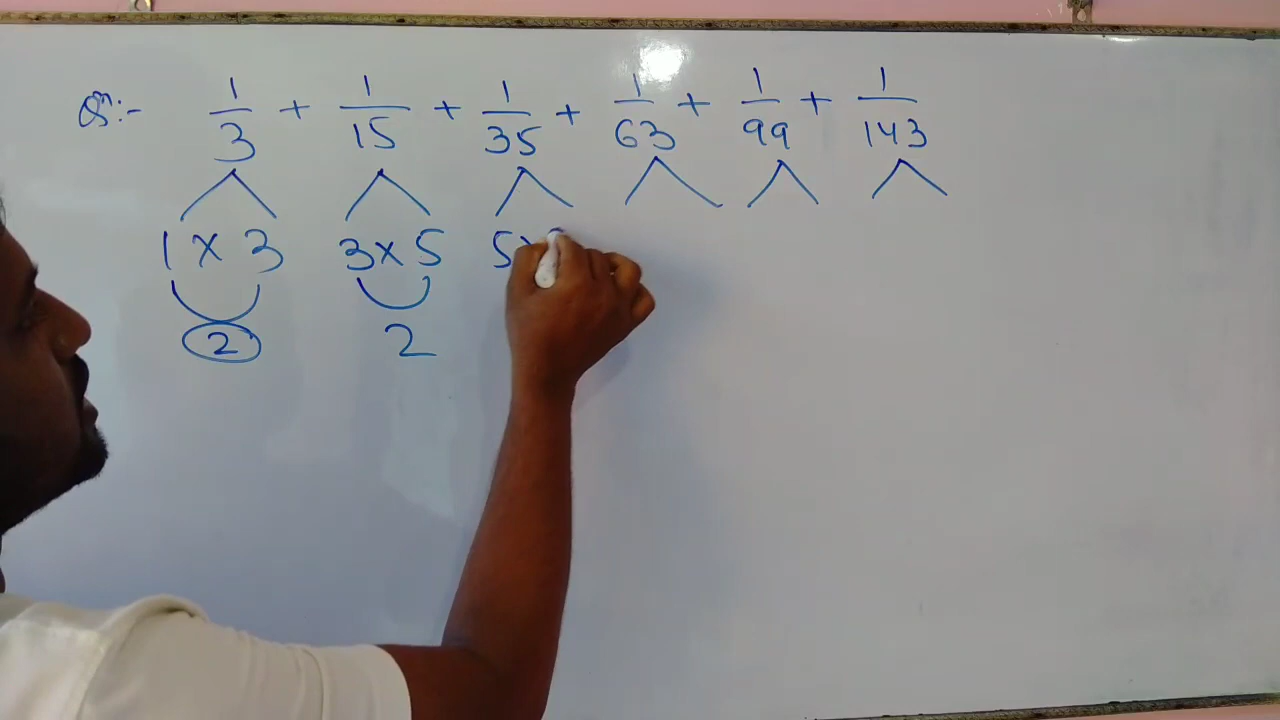 Qn:- 1/3 + 1/15 + 1/35 + 1/63 + 1/99 + 1/143
1 x 3 3 x 5 5 x
2 2